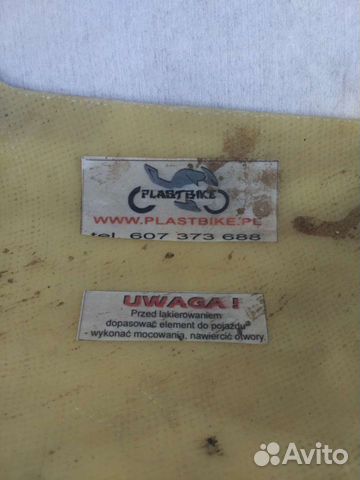 PLASTBIKE
WWW.PLASTBIKE.PL
tel. 607 373 688
UWAGA !
Przed lakierowaniem
dopasować element do pojazdu
- wykonać mocowania, nawiercić otwory.
Avito